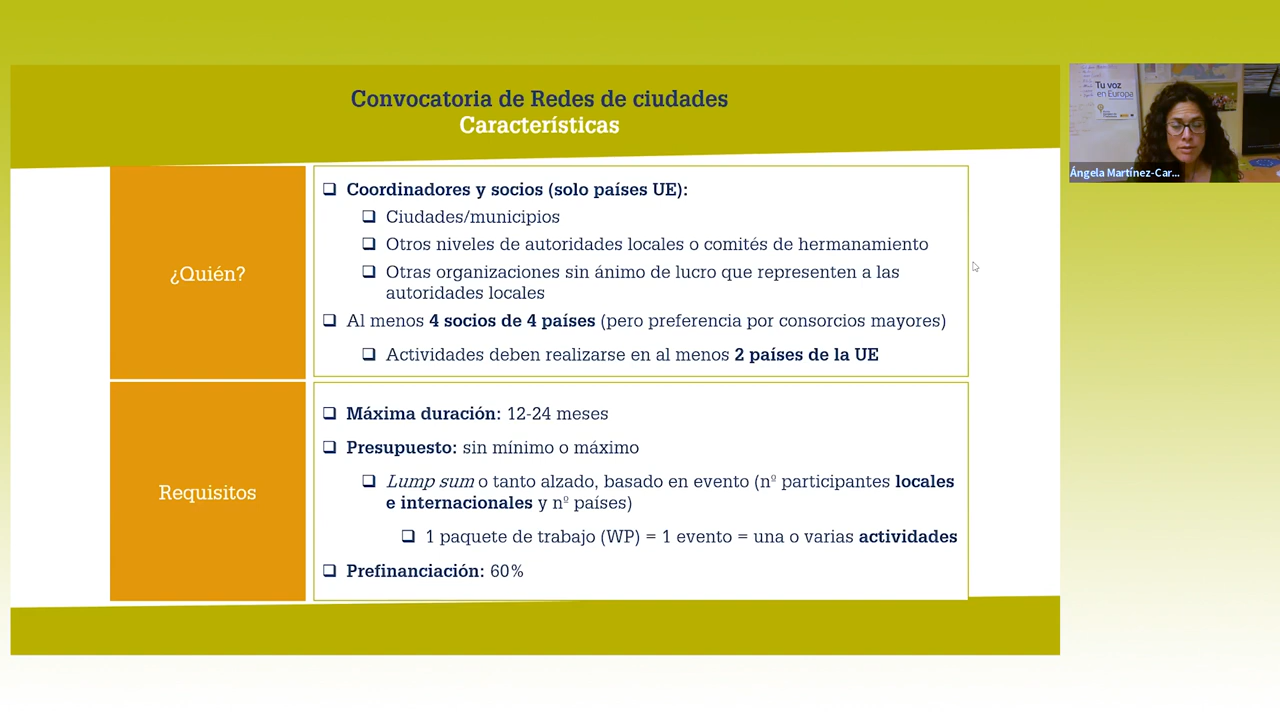 Convocatoria de Redes de ciudades
Características
¿Quién?
Coordinadores y socios (solo países UE):
Ciudades/municipios
Otros niveles de autoridades locales o comités de hermanamiento
Otras organizaciones sin ánimo de lucro que representen a las
autoridades locales
Al menos 4 socios de 4 países (pero preferencia por consorcios mayores)
Actividades deben realizarse en al menos 2 países de la UE
Requisitos
Máxima duración: 12-24 meses
Presupuesto: sin mínimo o máximo
Lump sum o tanto alzado, basado en evento (nº participantes locales
e internacionales y nº países)
1 paquete de trabajo (WP) = 1 evento = una o varias actividades
Prefinanciación: 60%
Tu voz
en Europa
Ángela Martínez-Car...